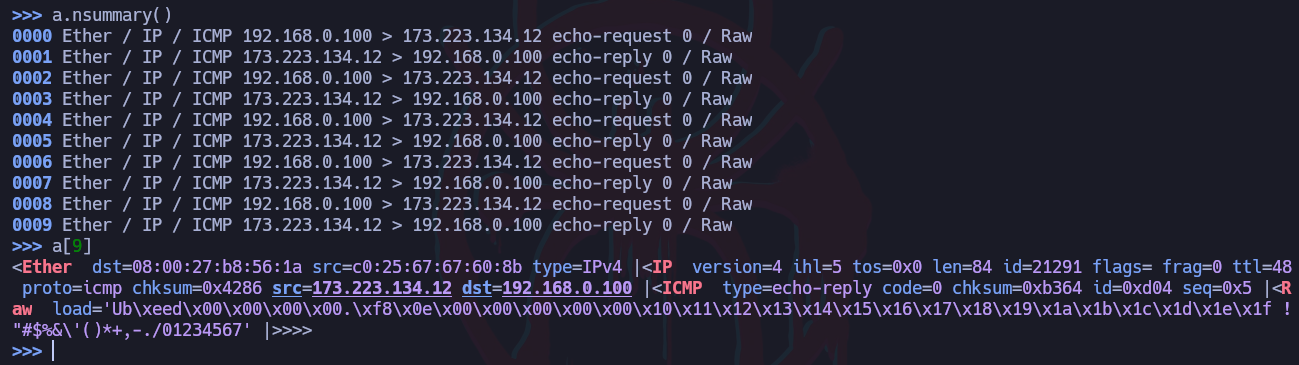 >>> a.nsummary()
0000 Ether / IP / ICMP 192.168.0.100 > 173.223.134.12 echo-request 0 / Raw
0001 Ether / IP / ICMP 173.223.134.12 > 192.168.0.100 echo-reply 0 / Raw
0002 Ether / IP / ICMP 192.168.0.100 > 173.223.134.12 echo-request 0 / Raw
0003 Ether / IP / ICMP 173.223.134.12 > 192.168.0.100 echo-reply 0 / Raw
0004 Ether / IP / ICMP 192.168.0.100 > 173.223.134.12 echo-request 0 / Raw
0005 Ether / IP / ICMP 173.223.134.12 > 192.168.0.100 echo-reply 0 / Raw
0006 Ether / IP / ICMP 192.168.0.100 > 173.223.134.12 echo-request 0 / Raw
0007 Ether / IP / ICMP 173.223.134.12 > 192.168.0.100 echo-reply 0 / Raw
0008 Ether / IP / ICMP 192.168.0.100 > 173.223.134.12 echo-request 0 / Raw
0009 Ether / IP / ICMP 173.223.134.12 > 192.168.0.100 echo-reply 0 / Raw
>>> a[9]
<Ether  dst=08:00:27:b8:56:1a src=c0:25:67:67:60:8b type=IPv4 |<IP  version=4 ihl=5 tos=0x0 len=84 id=21291 flags= frag=0 ttl=48
 proto=icmp chksum=0x4286 src=173.223.134.12 dst=192.168.0.100 |<ICMP  type=echo-reply code=0 chksum=0xb364 id=0xd04 seq=0x5 |<R
aw  load='Ub\xeed\x00\x00\x00\x00.\xf8\x0e\x00\x00\x00\x00\x00\x10\x11\x12\x13\x14\x15\x16\x17\x18\x19\x1a\x1b\x1c\x1d\x1e\x1f !
"#$%&\'()*+,-./01234567' |>>>>
>>>